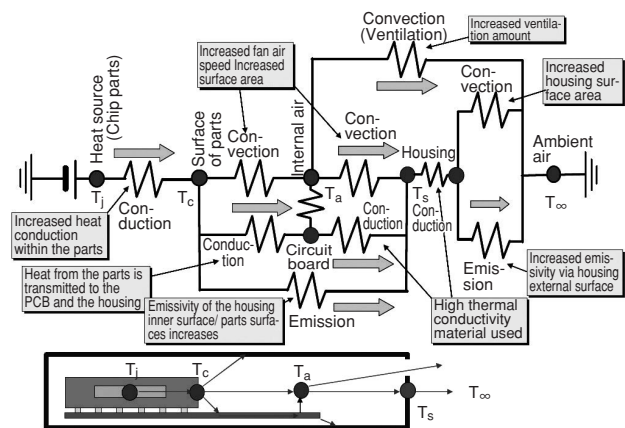 Convection
(Ventilation)
Increased ventila-
tion amount
Increased fan air
speed Increased
surface area
Heat source
(Chip parts)
Surface
of parts
Con-
vection
Internal air
Con-
vection
Con-
vection
Increased
housing sur-
face area
Housing
Ambient
air
Tj
Con-
duction
Tc
Ta
Ts
Con-
duction
T∞
Increased heat
conduction
within the parts
Conduc-
tion
Circuit
board
Con-
duction
Heat from the parts is
transmitted to the
PCB and the housing
Emissivity of the housing
inner surface/ parts surfa-
ces increases
Emission
High thermal
conductivity
material used
Emis-
sion
Increased emis-
sivity via housing
external surface
Tj
Tc
Ta
Ts
T∞